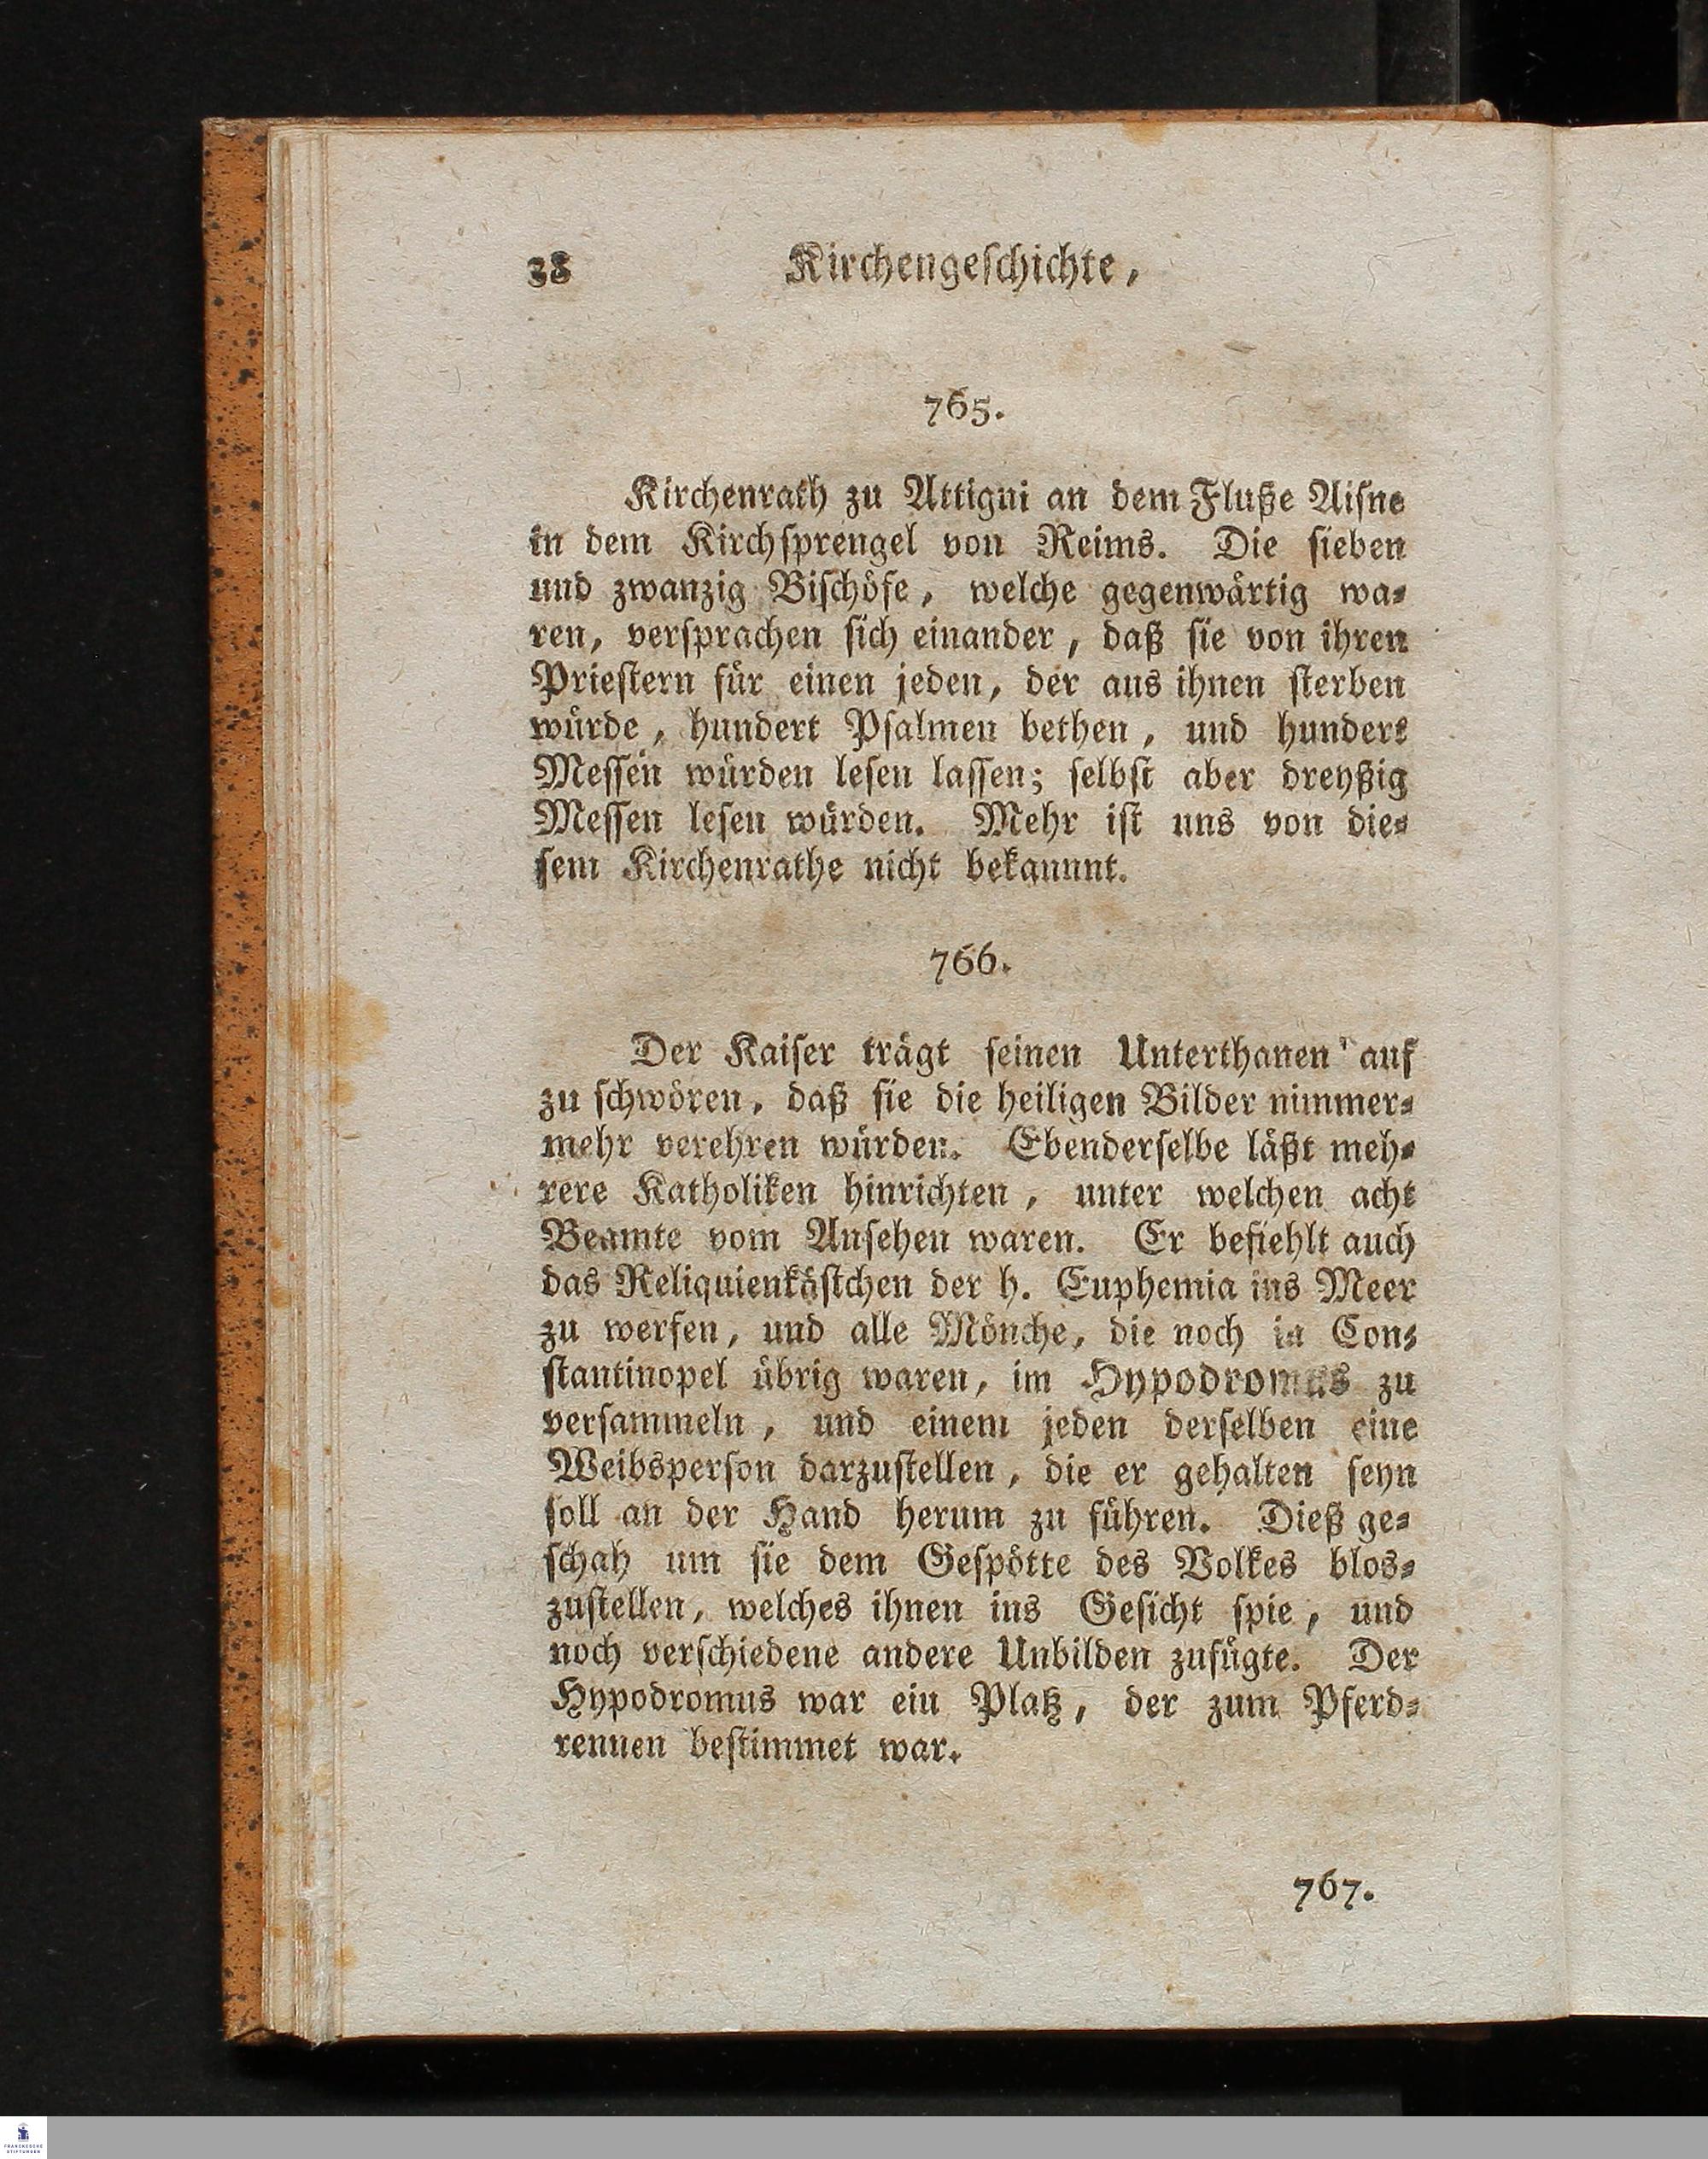 38 Kirchengeschichte,
765.
Kirchenrath zu Attigni an dem Fluße Aisne
in dem Kirchsprengel von Reims. Die sieben
und zwanzig Bischöfe, welche gegenwärtig wa-
ren, versprachen sich einander, daß sie von ihren
Priestern für einen jeden, der aus ihnen sterben
würde, hundert Psalmen bethen, und hundert
Messen würden lesen lassen; selbst aber dreyßig
Messen lesen würden. Mehr ist uns von die-
sem Kirchenrathe nicht bekannnt.
766.
Der Kaiser trägt seinen Unterthanen auf
zu schwören, daß sie die heiligen Bilder nimmer-
mehr verehren würden. Ebenderselbe läßt meh-
rere Katholiken hinrichten, unter welchen acht
Beamte vom Ansehen waren. Er befiehlt auch
das Reliquienkästchen der h. Euphemia ins Meer
zu werfen, und alle Mönche, die noch in Con-
stantinopel übrig waren, im Hypodromus zu
versammeln, und einem jeden derselben eine
Weibsperson darzustellen, die er gehalten seyn
soll an der Hand herum zu führen. Dieß ge-
schah um sie dem Gespötte des Volkes blos-
zustellen, welches ihnen ins Gesicht spie, und
noch verschiedene andere Unbilden zufügte. Der
Hypodromus war ein Platz, der zum Pferd-
rennen bestimmet war.
767.
FRANCKESCHE
STIFTUNGEN